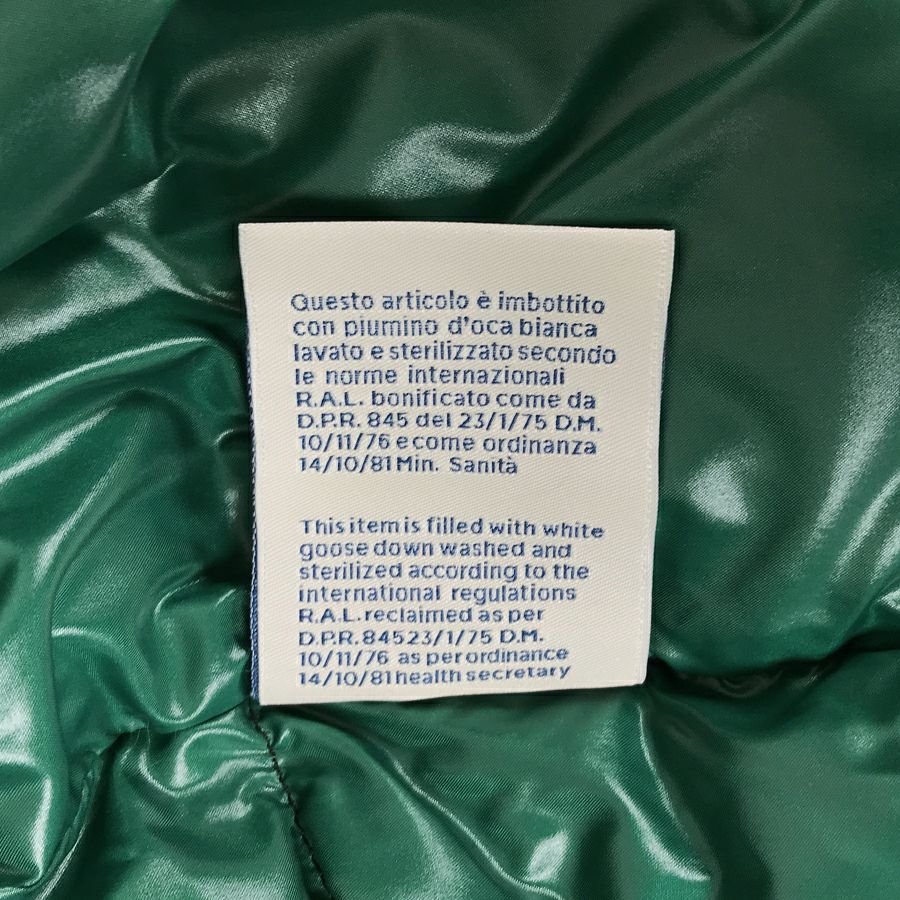 Questo articolo è imbottito
con piumino d'oca bianca
lavato e sterilizzato secondo
le norme internazionali
R.A.L. bonificato come da
D.P.R. 845 del 23/1/75 D.M.
10/11/76 e come ordinanza
14/10/81 Min. Sanità
This item is filled with white
goose down washed and
sterilized according to the
international regulations
R.A.L. reclaimed as per
D.P.R. 84523/1/75 D.M.
10/11/76 as per ordinance
14/10/81 health secretary